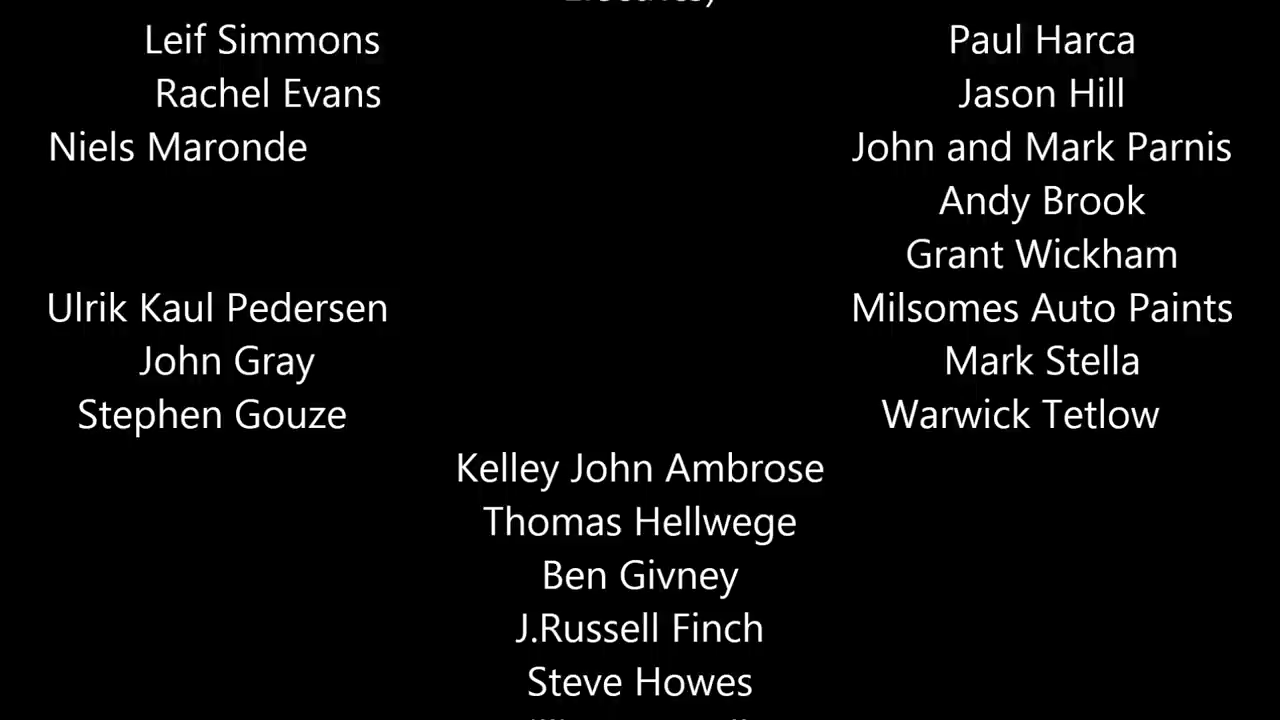 Leif Simmons
Paul Harca
Rachel Evans
Jason Hill
Niels Maronde
John and Mark Parnis
Andy Brook
Grant Wickham
Ulrik Kaul Pedersen
Milsomes Auto Paints
John Gray
Mark Stella
Stephen Gouze
Warwick Tetlow
Kelley John Ambrose
Thomas Hellwege
Ben Givney
J.Russell Finch
Steve Howes